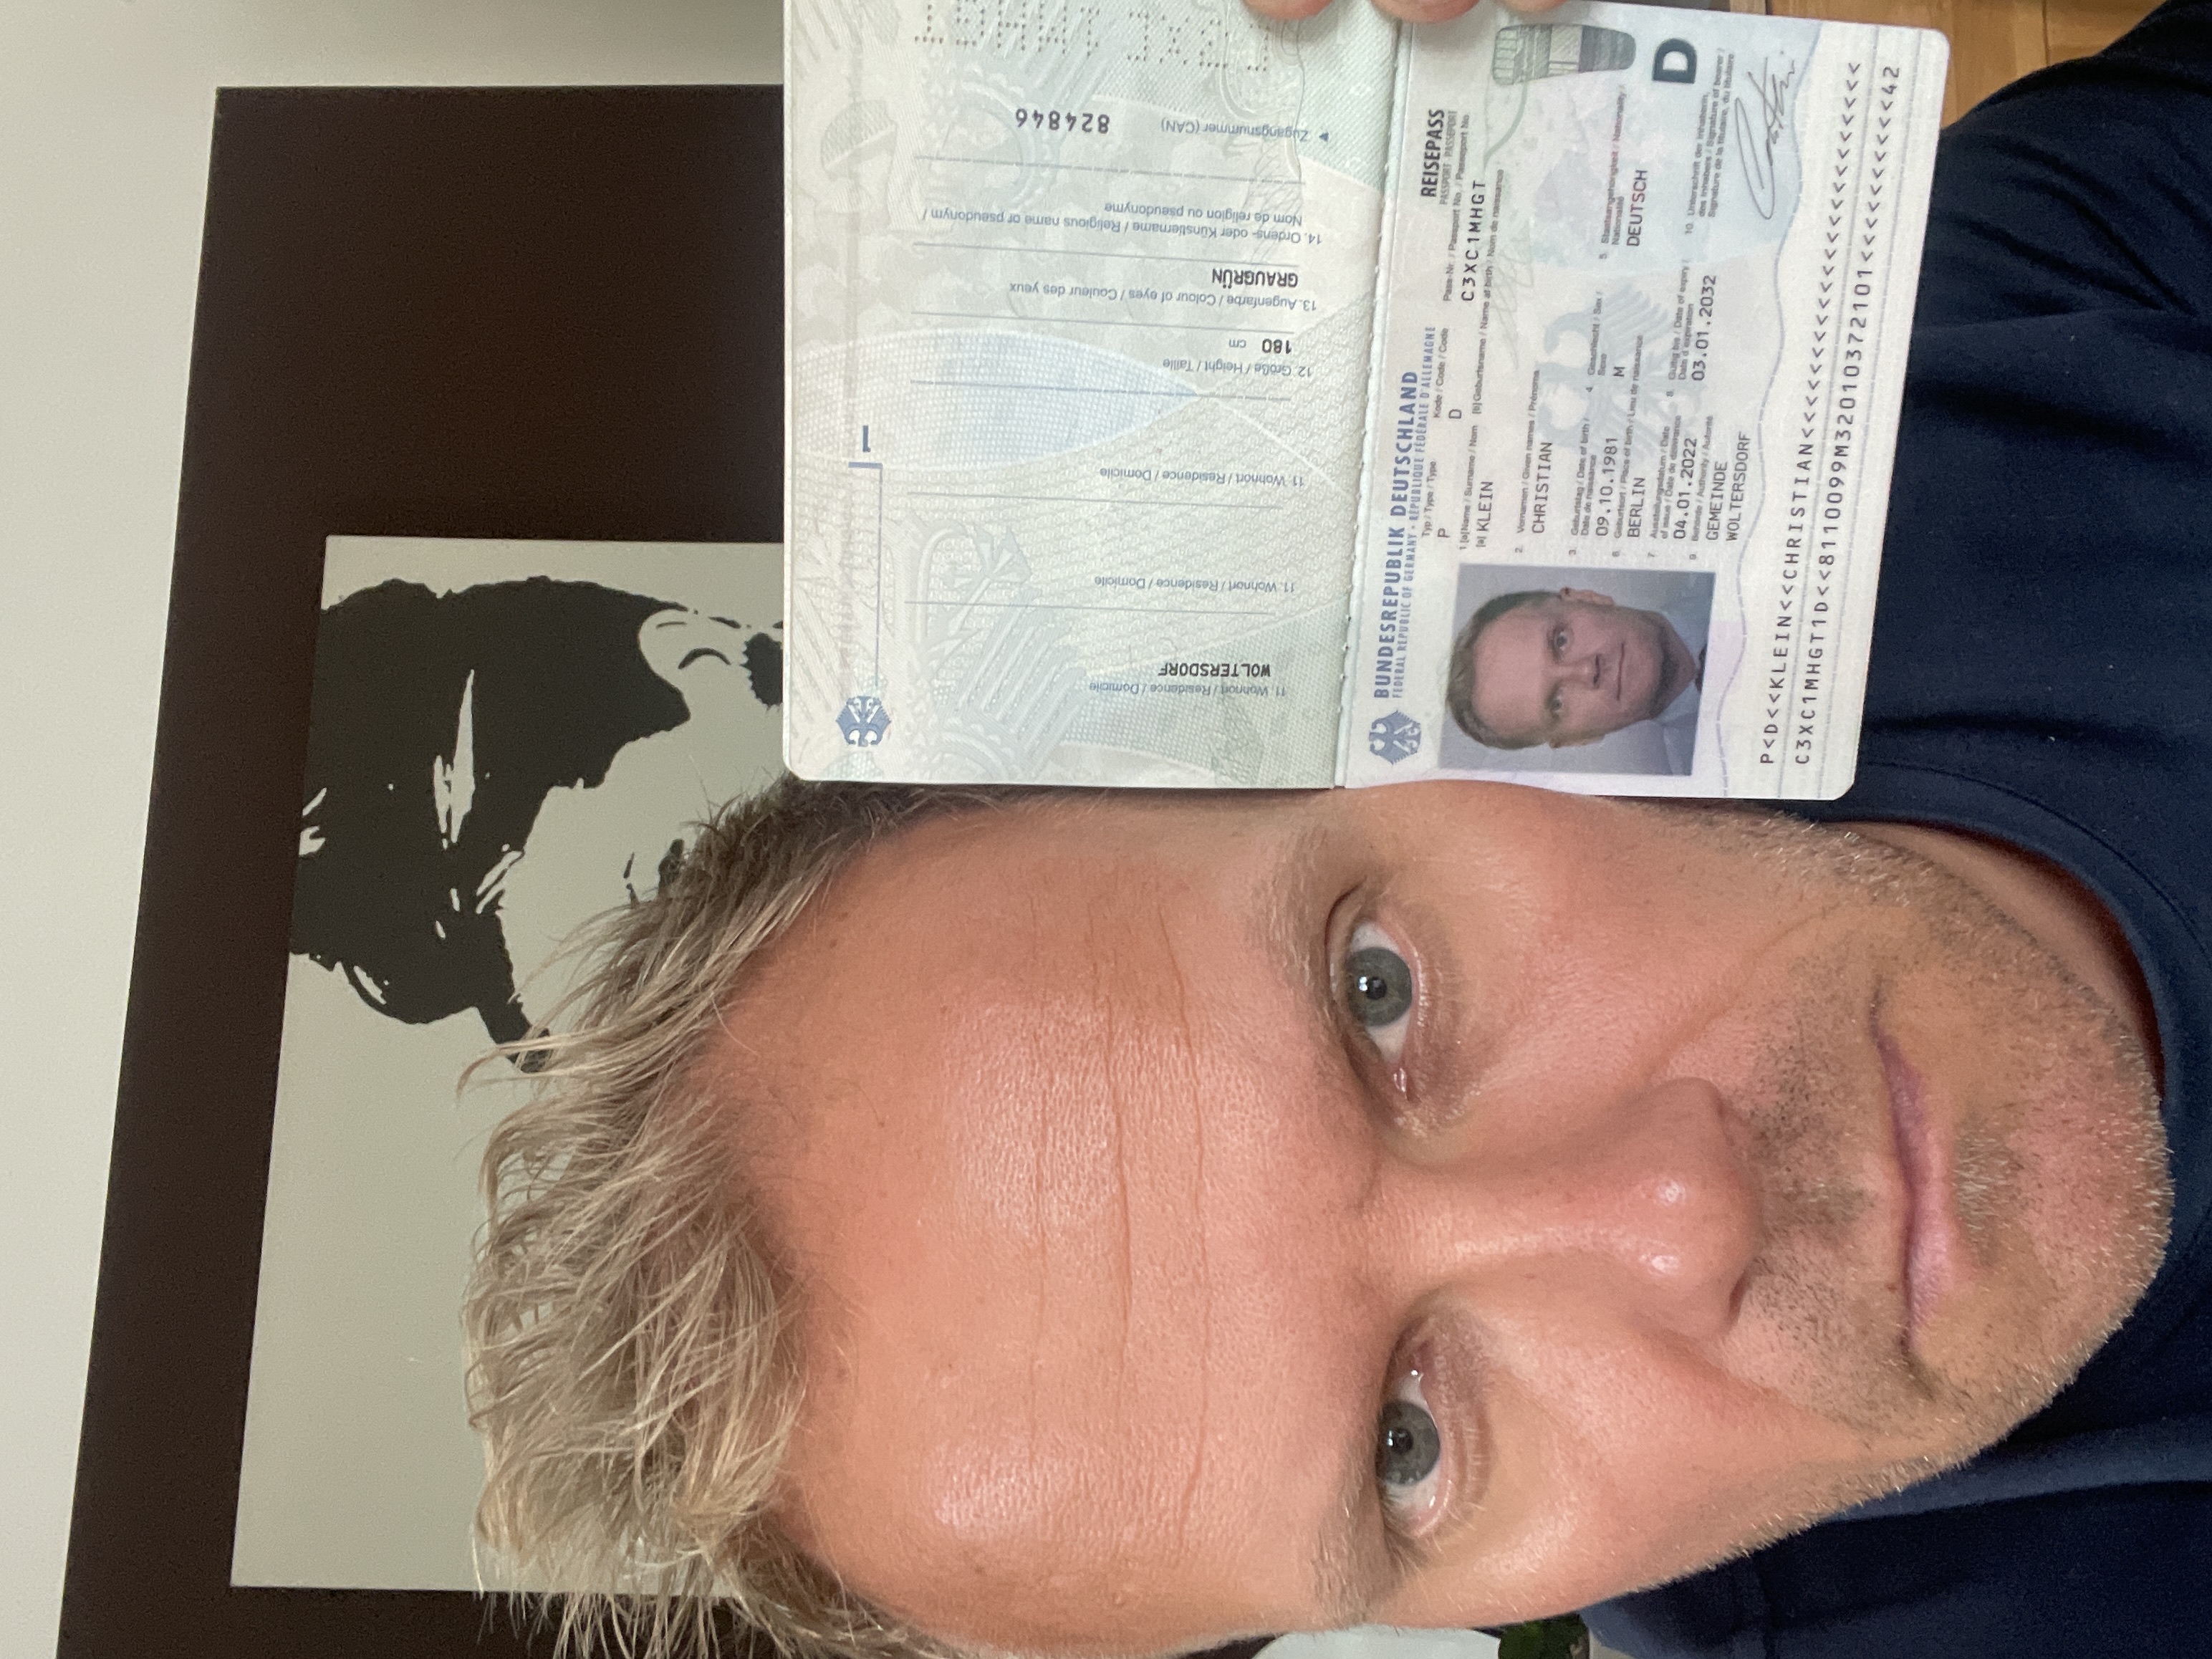 1
11. Wohnort / Residence / Domicile
WOLTERSDORF
11. Wohnort / Residence / Domicile
11. Wohnort / Residence / Domicile
12. Größe / Height / Taille
180 cm
13. Augenfarbe / Colour of eyes / Couleur des yeux
GRAUGRÜN
14. Ordens- oder Künstlername / Religious name or pseudonym /
Nom de religion ou pseudonyme
► Zugangsnummer (CAN) 824846
BUNDESREPUBLIK DEUTSCHLAND
FEDERAL REPUBLIC OF GERMANY · RÉPUBLIQUE FÉDÉRALE D'ALLEMAGNE
REISEPASS
PASSPORT · PASSEPORT
Typ / Type / Type Kode / Code / Code Pass-Nr. / Passport No. / Passeport No.
P D C3XC1MHGT
1.[a]Name / Surname / Nom [b]Geburtsname / Name at birth / Nom de naissance
[a] KLEIN
2. Vornamen / Given names / Prénoms
CHRISTIAN
3. Geburtstag / Date of birth /
Date de naissance
09.10.1981
4. Geschlecht / Sex /
Sexe
M
5. Staatsangehörigkeit / Nationality /
Nationalité
DEUTSCH
6. Geburtsort / Place of birth / Lieu de naissance
BERLIN
7. Ausstellungsdatum / Date
of issue / Date de délivrance
04.01.2022
8. Gültig bis / Date of expiry /
Date d'expiration
03.01.2032
9. Behörde / Authority / Autorité
GEMEINDE
WOLTERSDORF
10. Unterschrift der Inhaberin,
des Inhabers / Signature of bearer /
Signature de la titulaire, du titulaire
D
P<D<<KLEIN<<CHRISTIAN<<<<<<<<<<<<<<<<<<<<<<<
C3XC1MHGT1D<<8110099M32010372101<<<<<<<<<<42